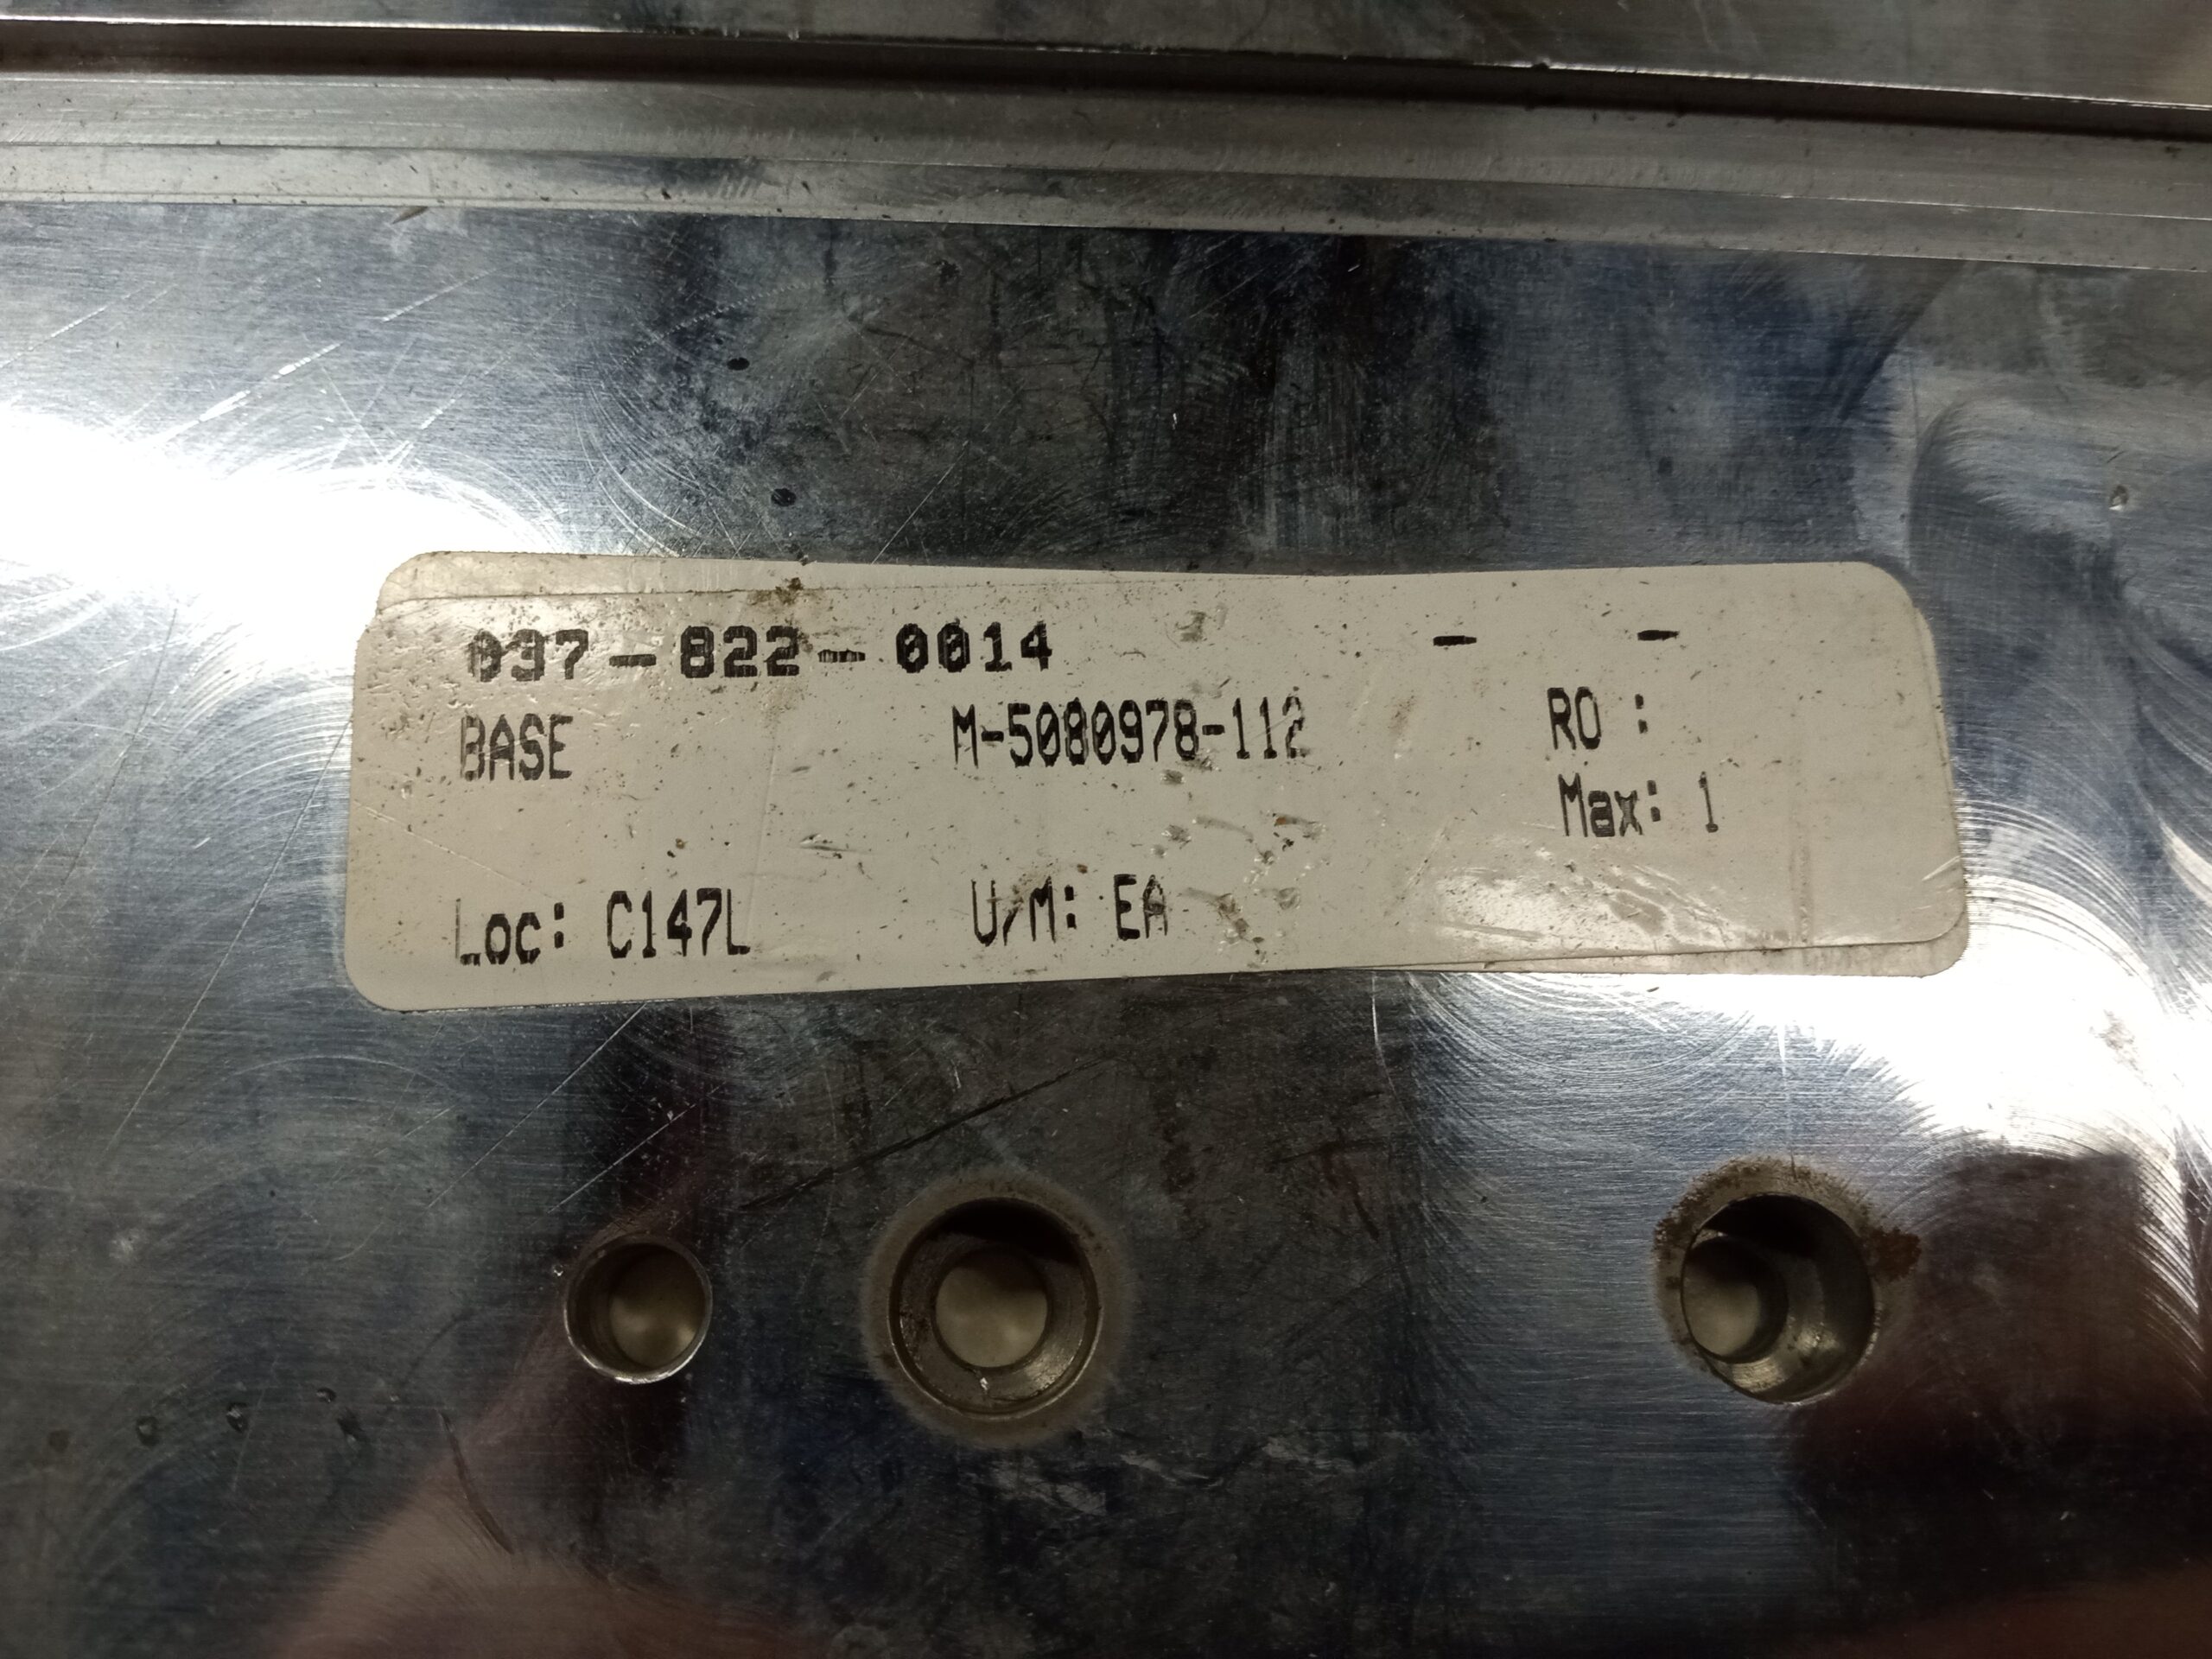 037-822-0014 - -
BASE M-5080978-112 RO :
Max: 1
Loc: C147L U/M: EA